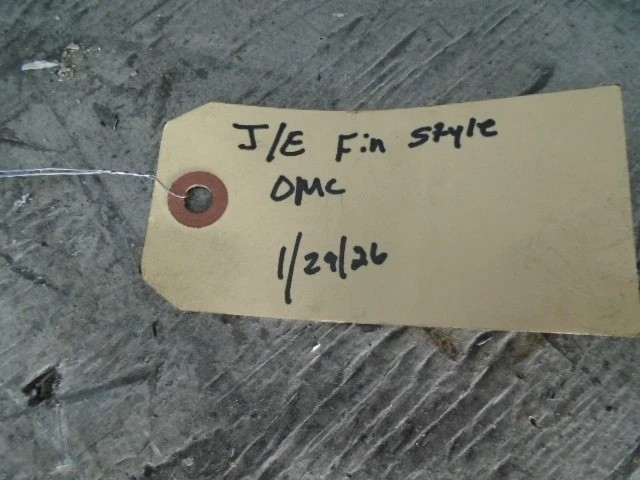 J/E Fin Style
OMC
1/29/26